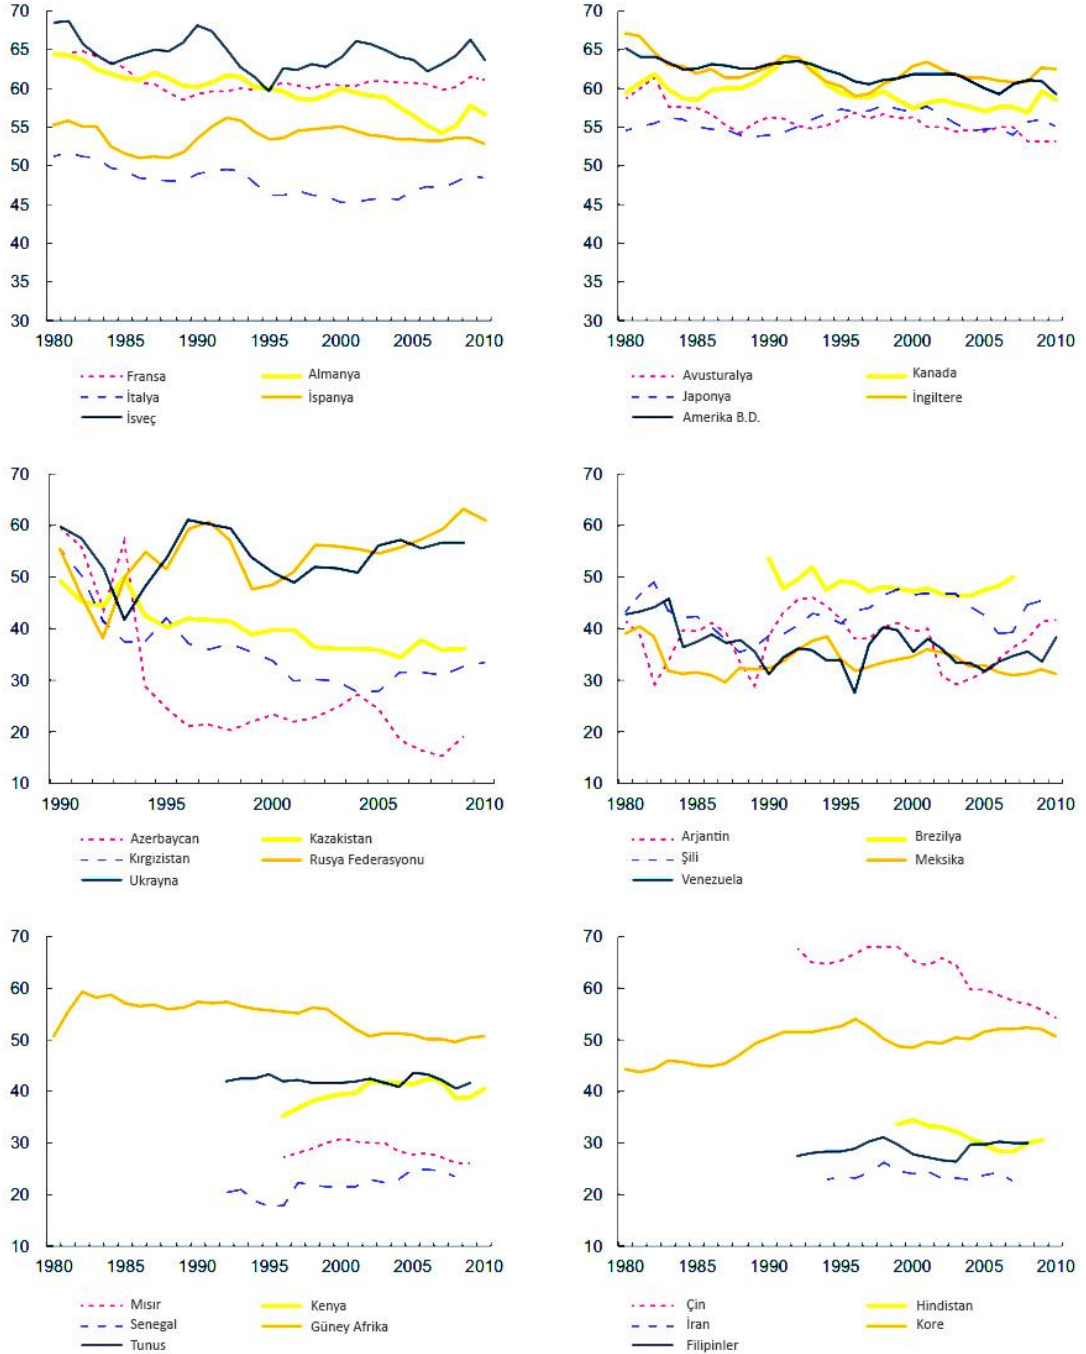 70
65
60
55
50
45
40
35
30
1980 1985 1990 1995 2000 2005 2010
Fransa Almanya
İtalya İspanya
İsveç
70
65
60
55
50
45
40
35
30
1980 1985 1990 1995 2000 2005 2010
Avusturalya Kanada
Japonya İngiltere
Amerika B.D.
70
60
50
40
30
20
10
1990 1995 2000 2005 2010
Azerbaycan Kazakistan
Kırgızistan Rusya Federasyonu
Ukrayna
70
60
50
40
30
20
10
1980 1985 1990 1995 2000 2005 2010
Arjantin Brezilya
Şili Meksika
Venezuela
70
60
50
40
30
20
10
1980 1985 1990 1995 2000 2005 2010
Mısır Kenya
Senegal Güney Afrika
Tunus
70
60
50
40
30
20
10
1980 1985 1990 1995 2000 2005 2010
Çin Hindistan
İran Kore
Filipinler